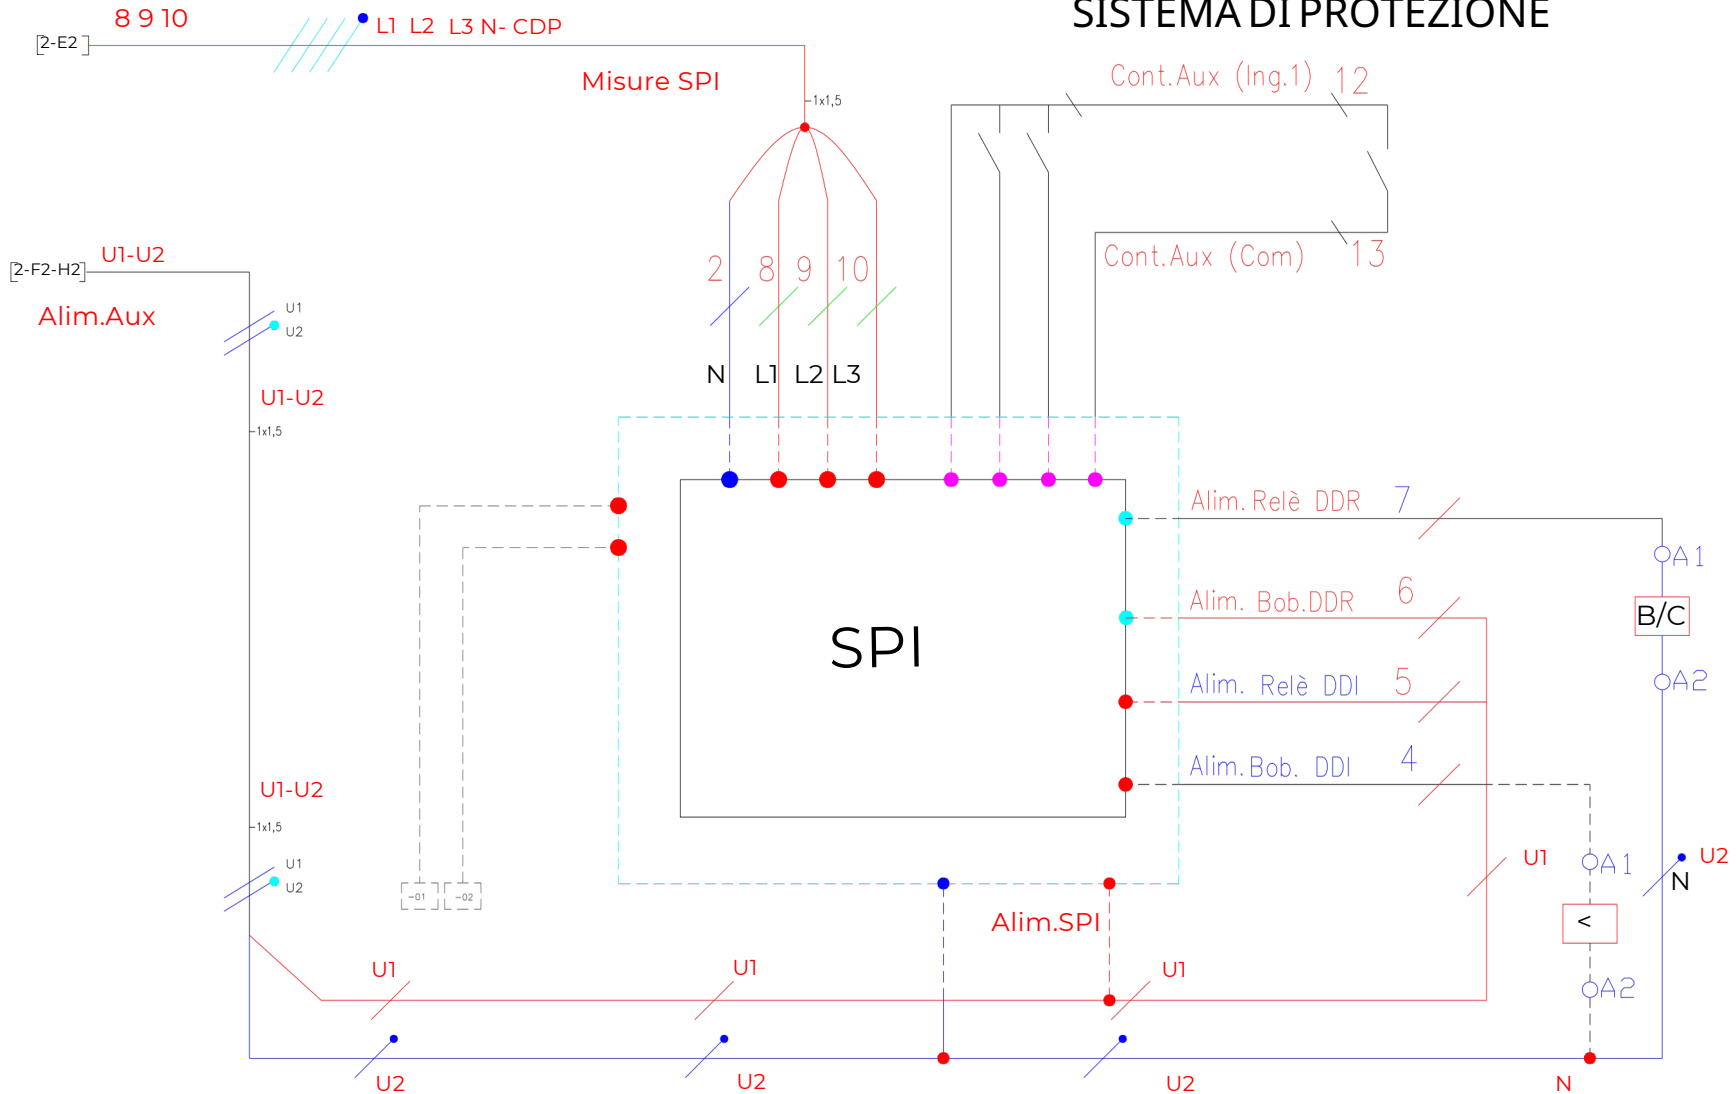 SISTEMA DI PROTEZIONE
8 9 10
L1 L2 L3 N- CDP
[2-E2 ]
Misure SPI
Cont.Aux (Ing.1) 12
1x1,5
U1-U2
[2-F2-H2]
Cont.Aux (Com) 13
2 8 9 10
Alim.Aux
U1
U2
N L1 L2 L3
U1-U2
1x1,5
Alim.Relè DDR 7
A1
Alim. Bob.DDR 6
B/C
SPI
Alim. Relè DDI 5
A2
Alim.Bob. DDI 4
U1-U2
1x1,5
U1
U2
U1
A1
U2
N
-01 -02
Alim.SPI
<
U1
U1
U1
A2
U2
U2
U2
N